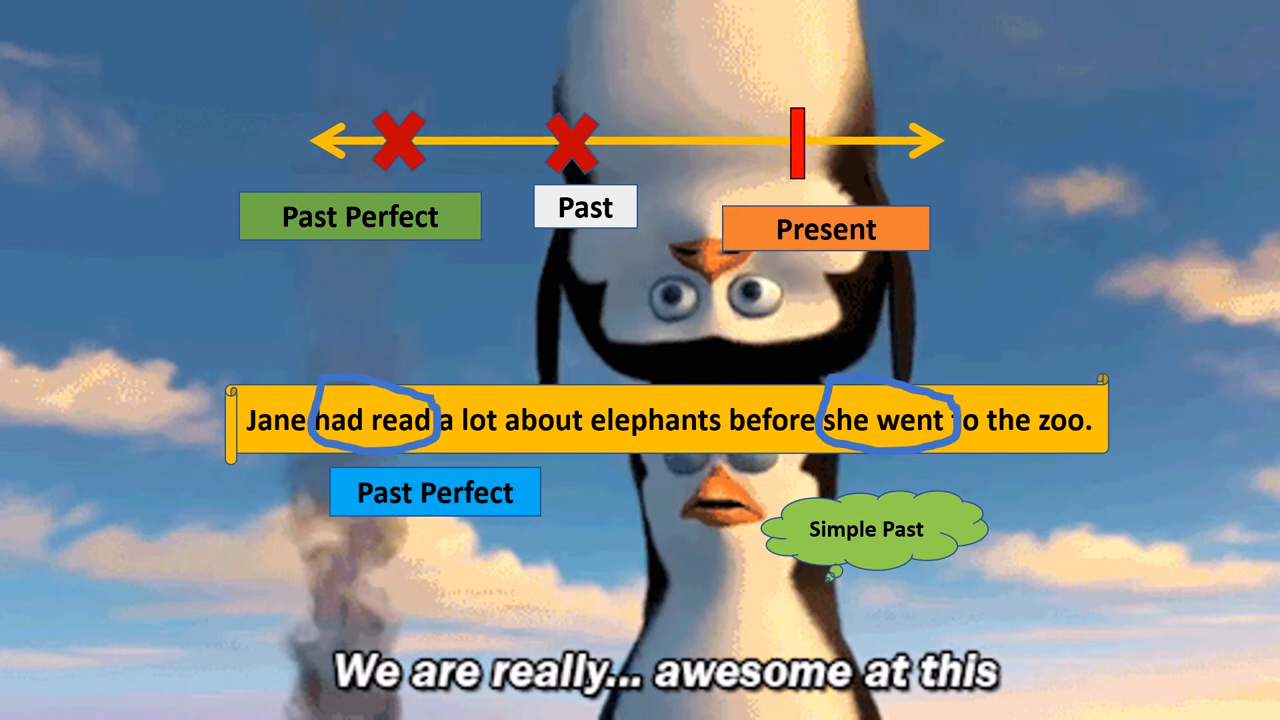 Past Perfect
Past
Present
Jane had read a lot about elephants before she went to the zoo.
Past Perfect
Simple Past
We are really... awesome at this